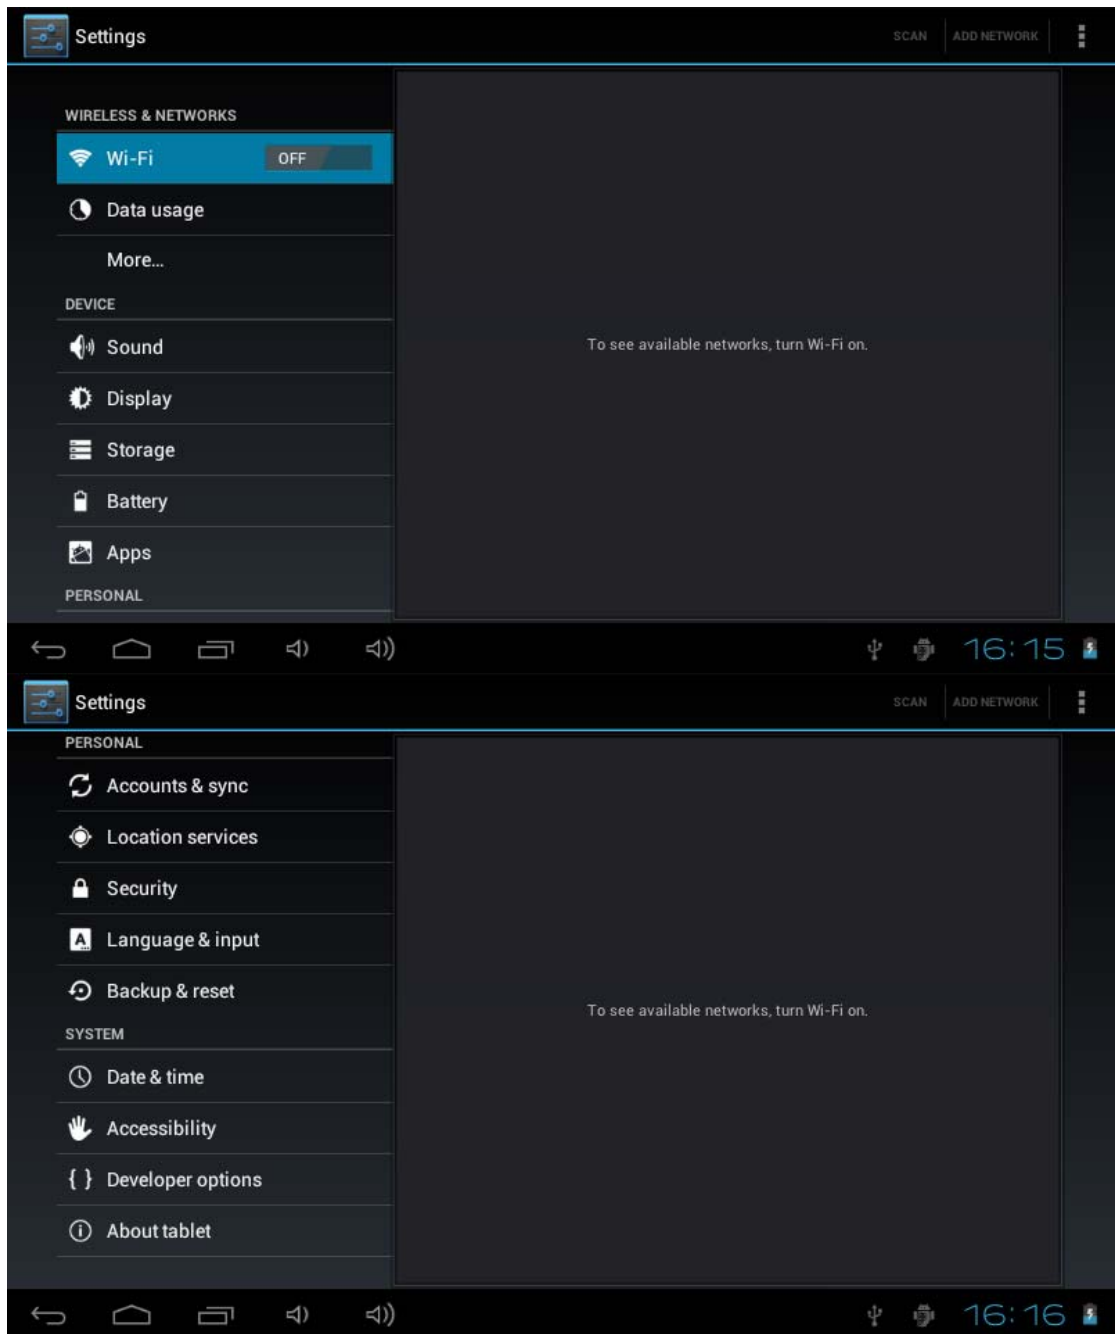 Settings
SCAN
ADD NETWORK
WIRELESS & NETWORKS
Wi-Fi
OFF
Data usage
More...
DEVICE
Sound
Display
Storage
Battery
Apps
PERSONAL
To see available networks, turn Wi-Fi on.
16:15
Settings
SCAN
ADD NETWORK
PERSONAL
Accounts & sync
Location services
Security
Language & input
Backup & reset
SYSTEM
Date & time
Accessibility
{ } Developer options
About tablet
To see available networks, turn Wi-Fi on.
16:16